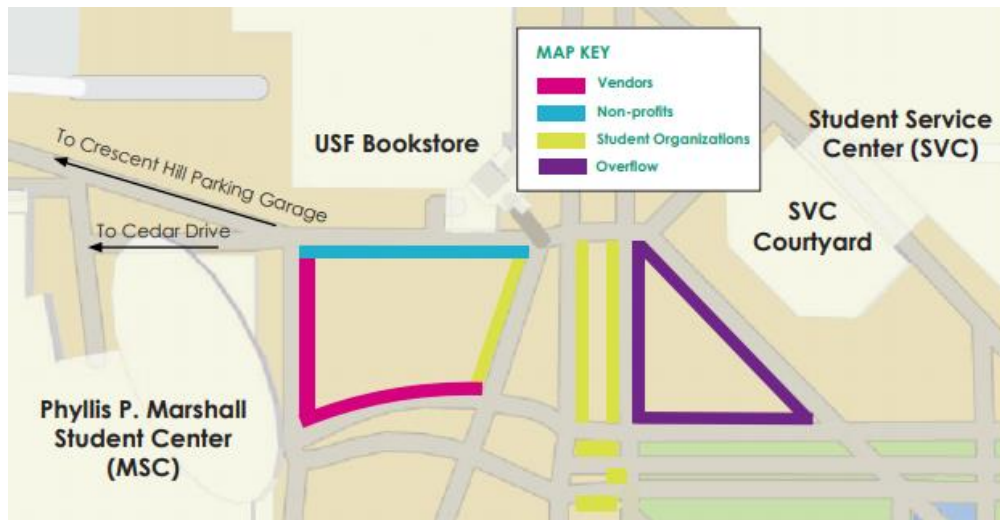 MAP KEY
Vendors
Non-profits
Student Organizations
Overflow
USF Bookstore
Student Service
Center (SVC)
To Crescent Hill Parking Garage
To Cedar Drive
SVC
Courtyard
Phyllis P. Marshall
Student Center
(MSC)